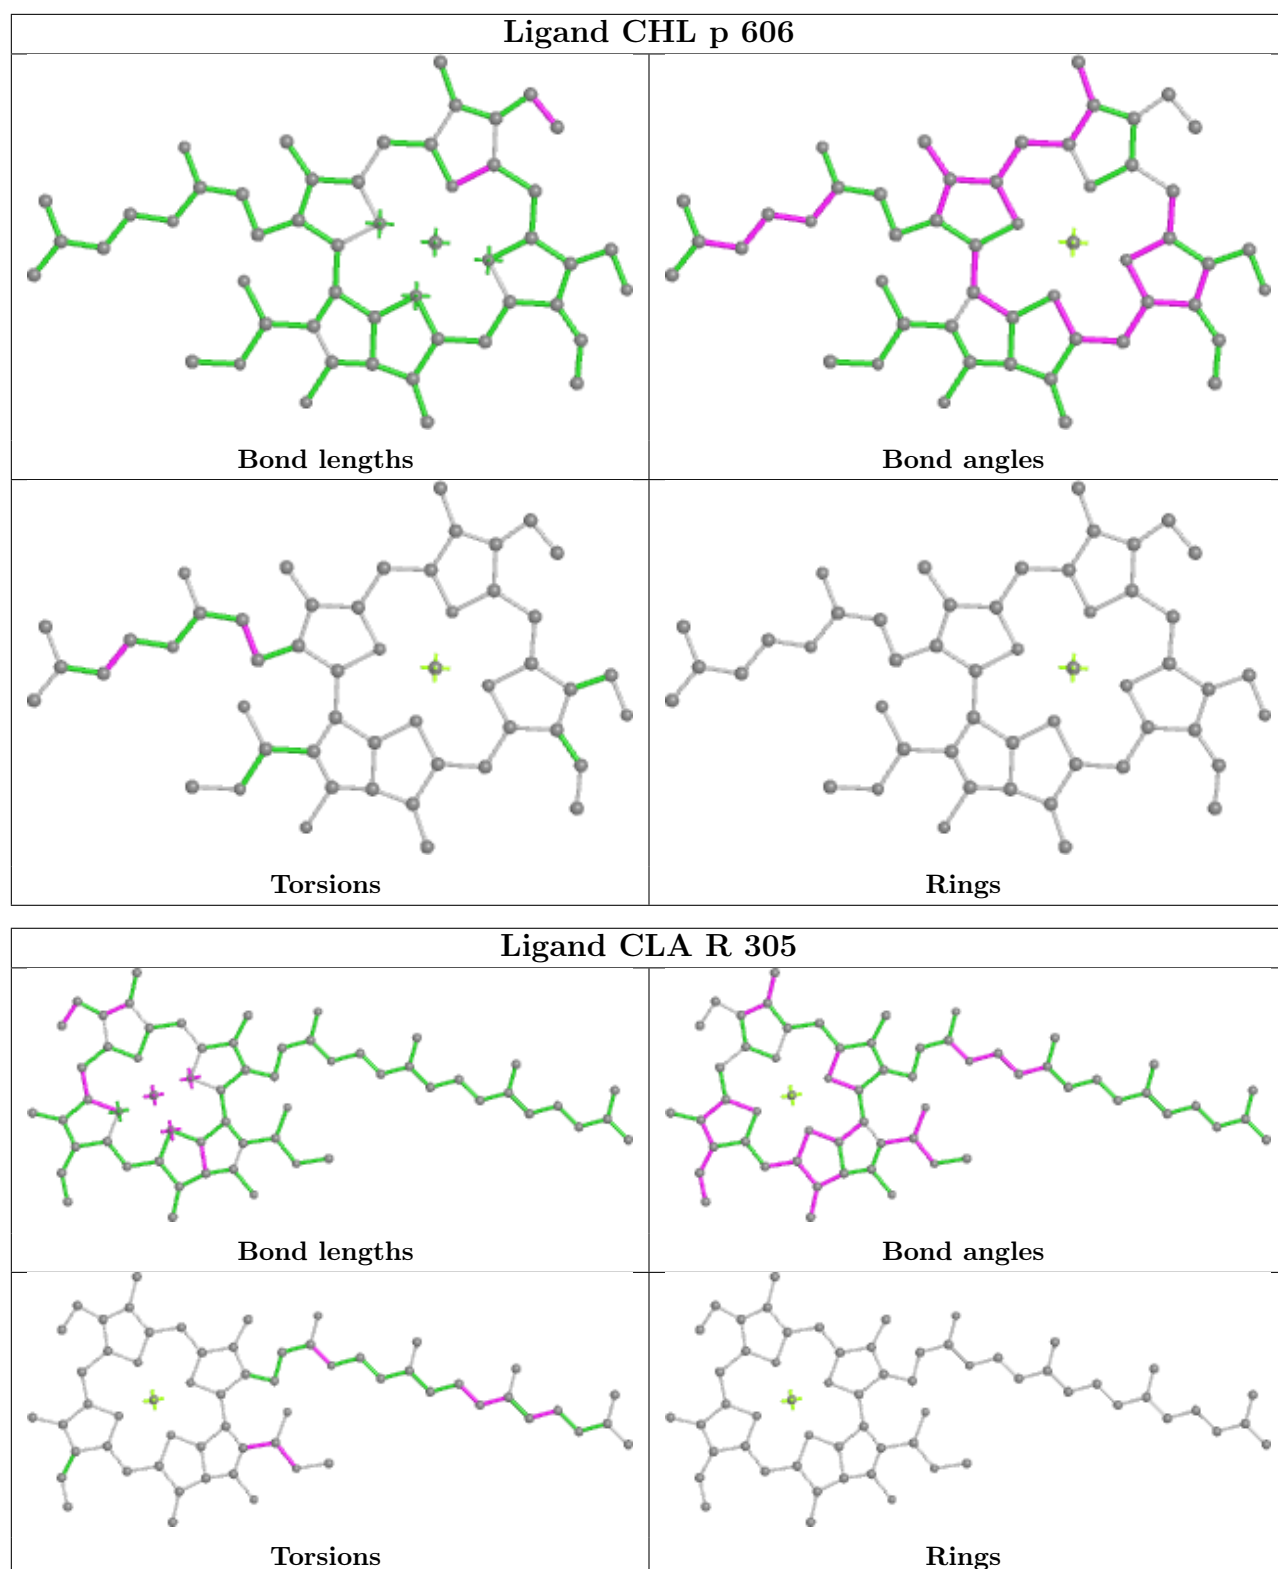 Ligand CHL p 606
Bond lengths
Bond angles
Torsions
Rings
Ligand CLA R 305
Bond lengths
Bond angles
Torsions
Rings